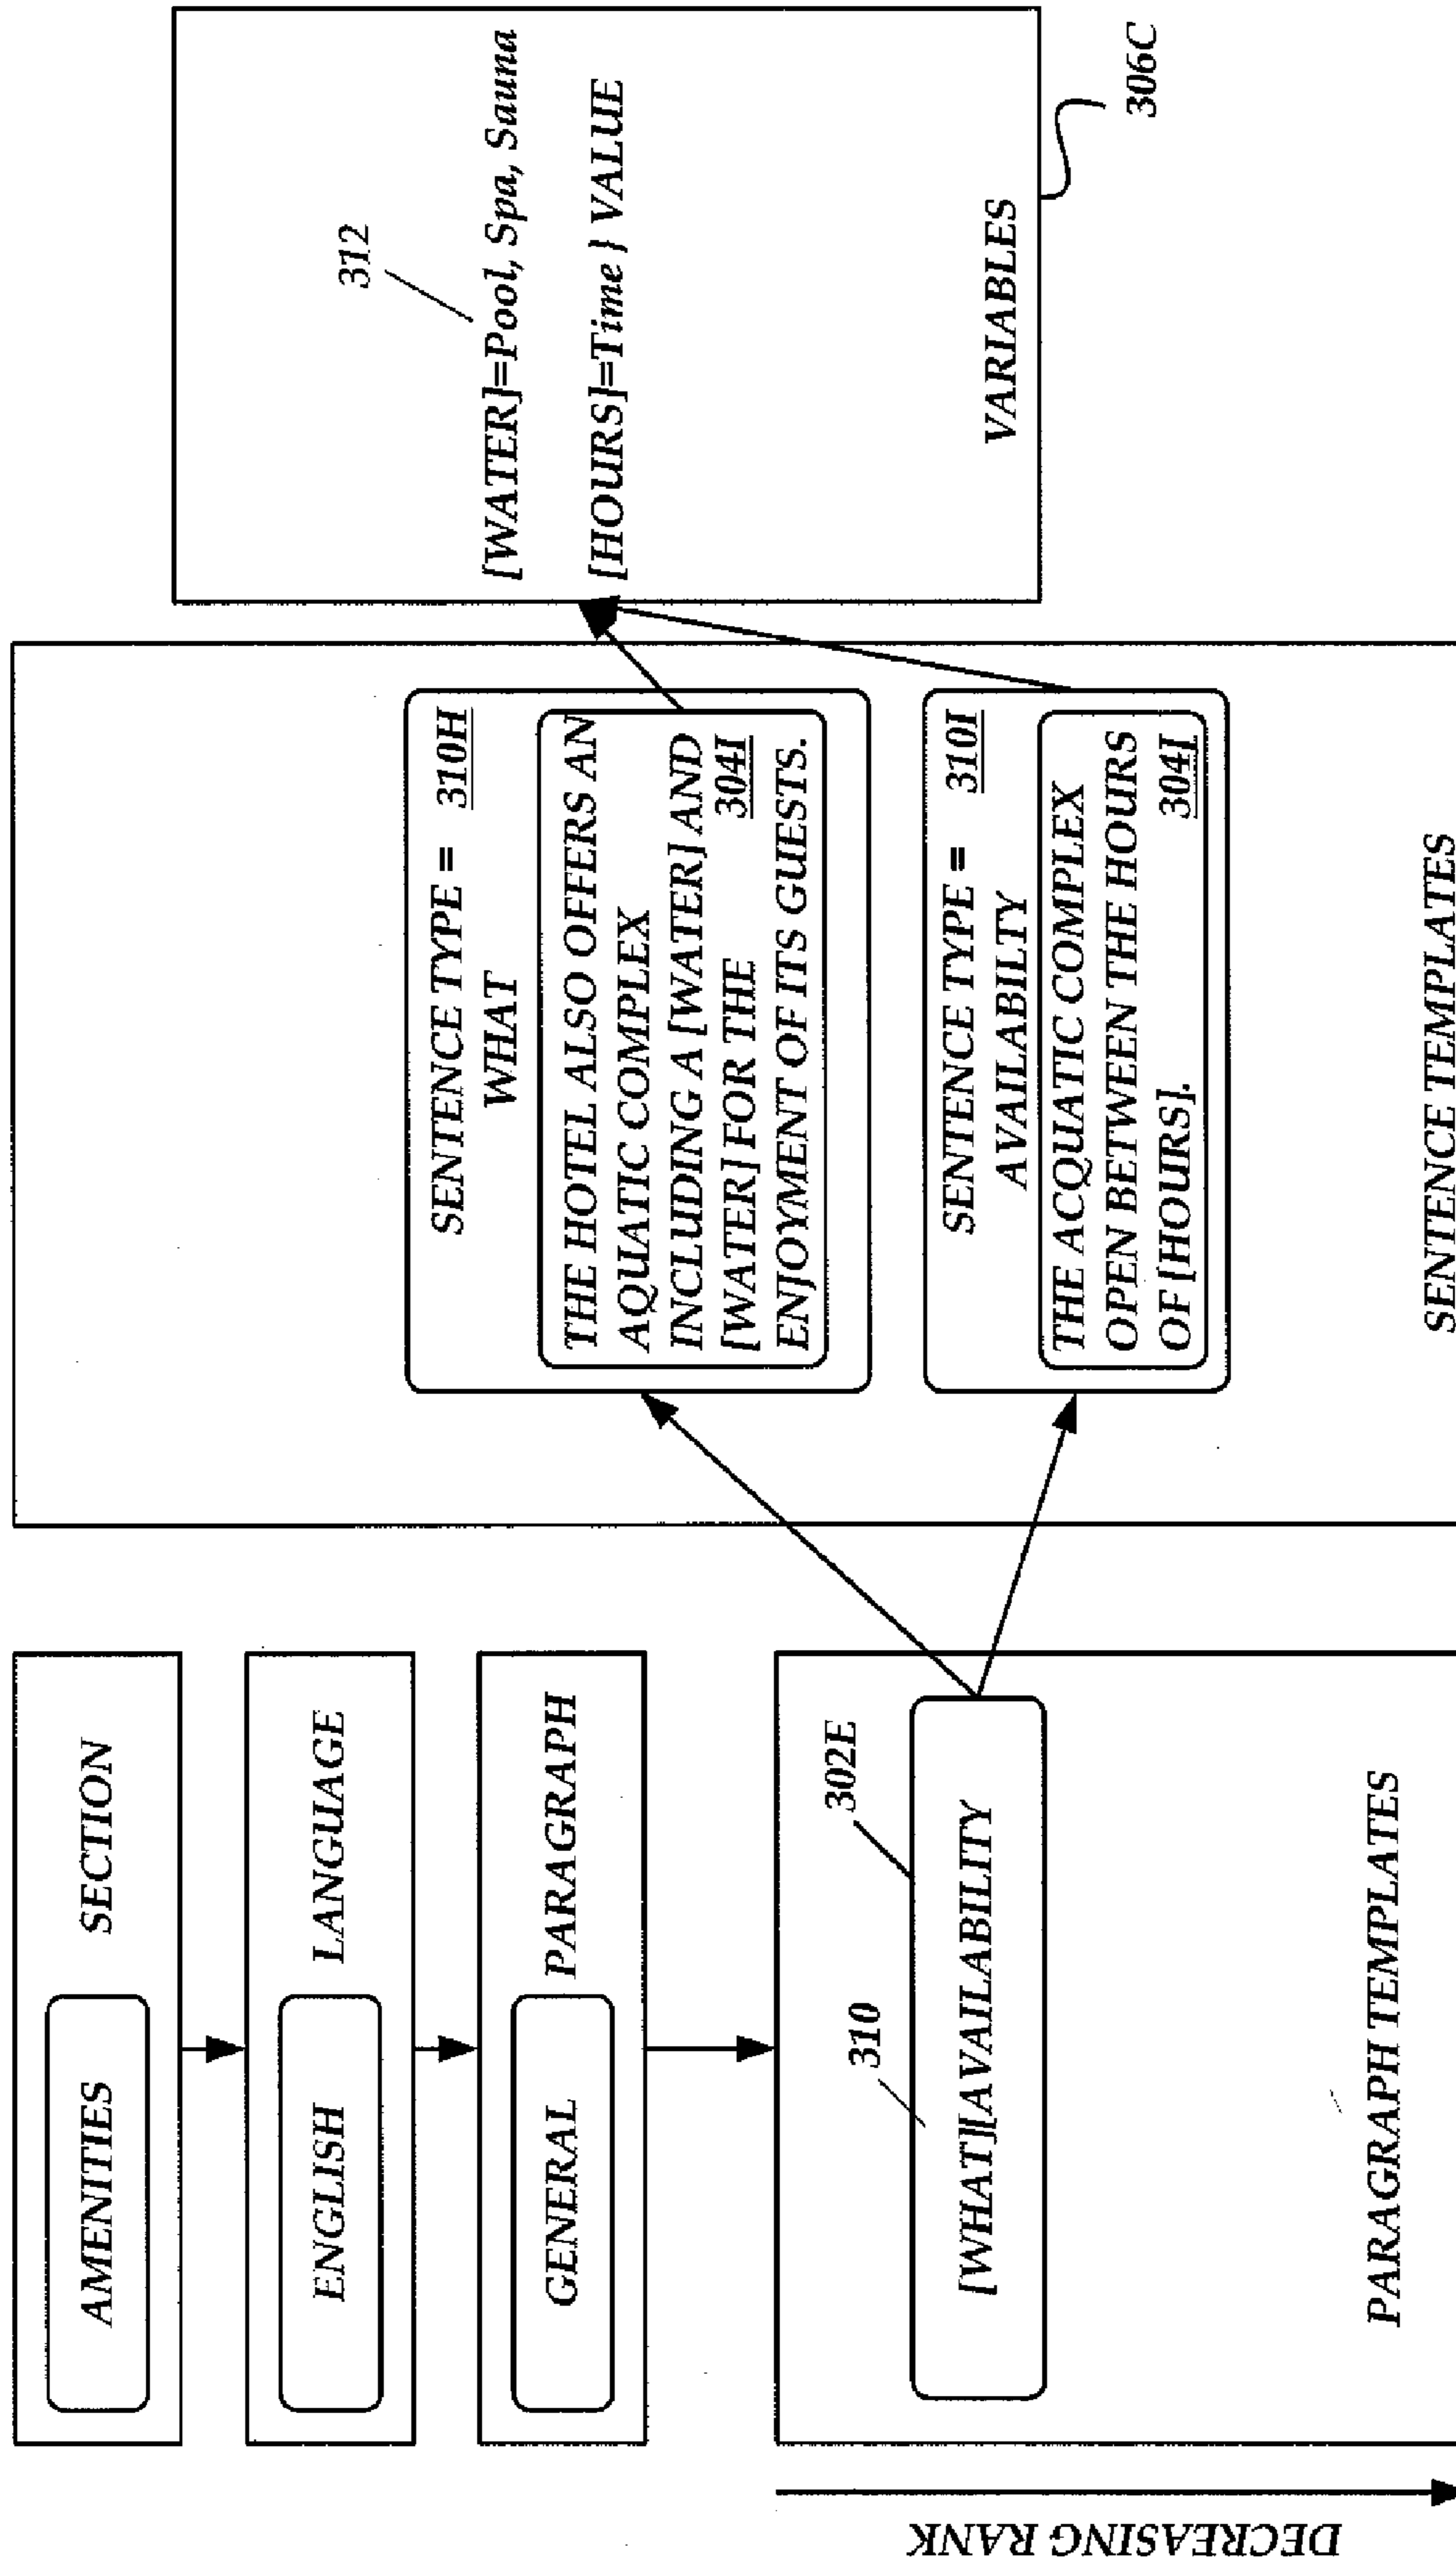 AMENITIES
SECTION
ENGLISH
LANGUAGE
GENERAL
PARAGRAPH
302E
310
[WHAT][AVAILABILITY
PARAGRAPH TEMPLATES
DECREASING RANK
SENTENCE TYPE = 310H
WHAT
THE HOTEL ALSO OFFERS AN
AQUATIC COMPLEX
INCLUDING A [WATER] AND
[WATER] FOR THE 304I
ENJOYMENT OF ITS GUESTS.
SENTENCE TYPE = 310I
AVAILABILTY
THE ACQUATIC COMPLEX
OPEN BETWEEN THE HOURS
OF [HOURS]. 304J
SENTENCE TEMPLATES
312
[WATER]=Pool, Spa, Sauna
[HOURS]=Time } VALUE
VARIABLES
306C